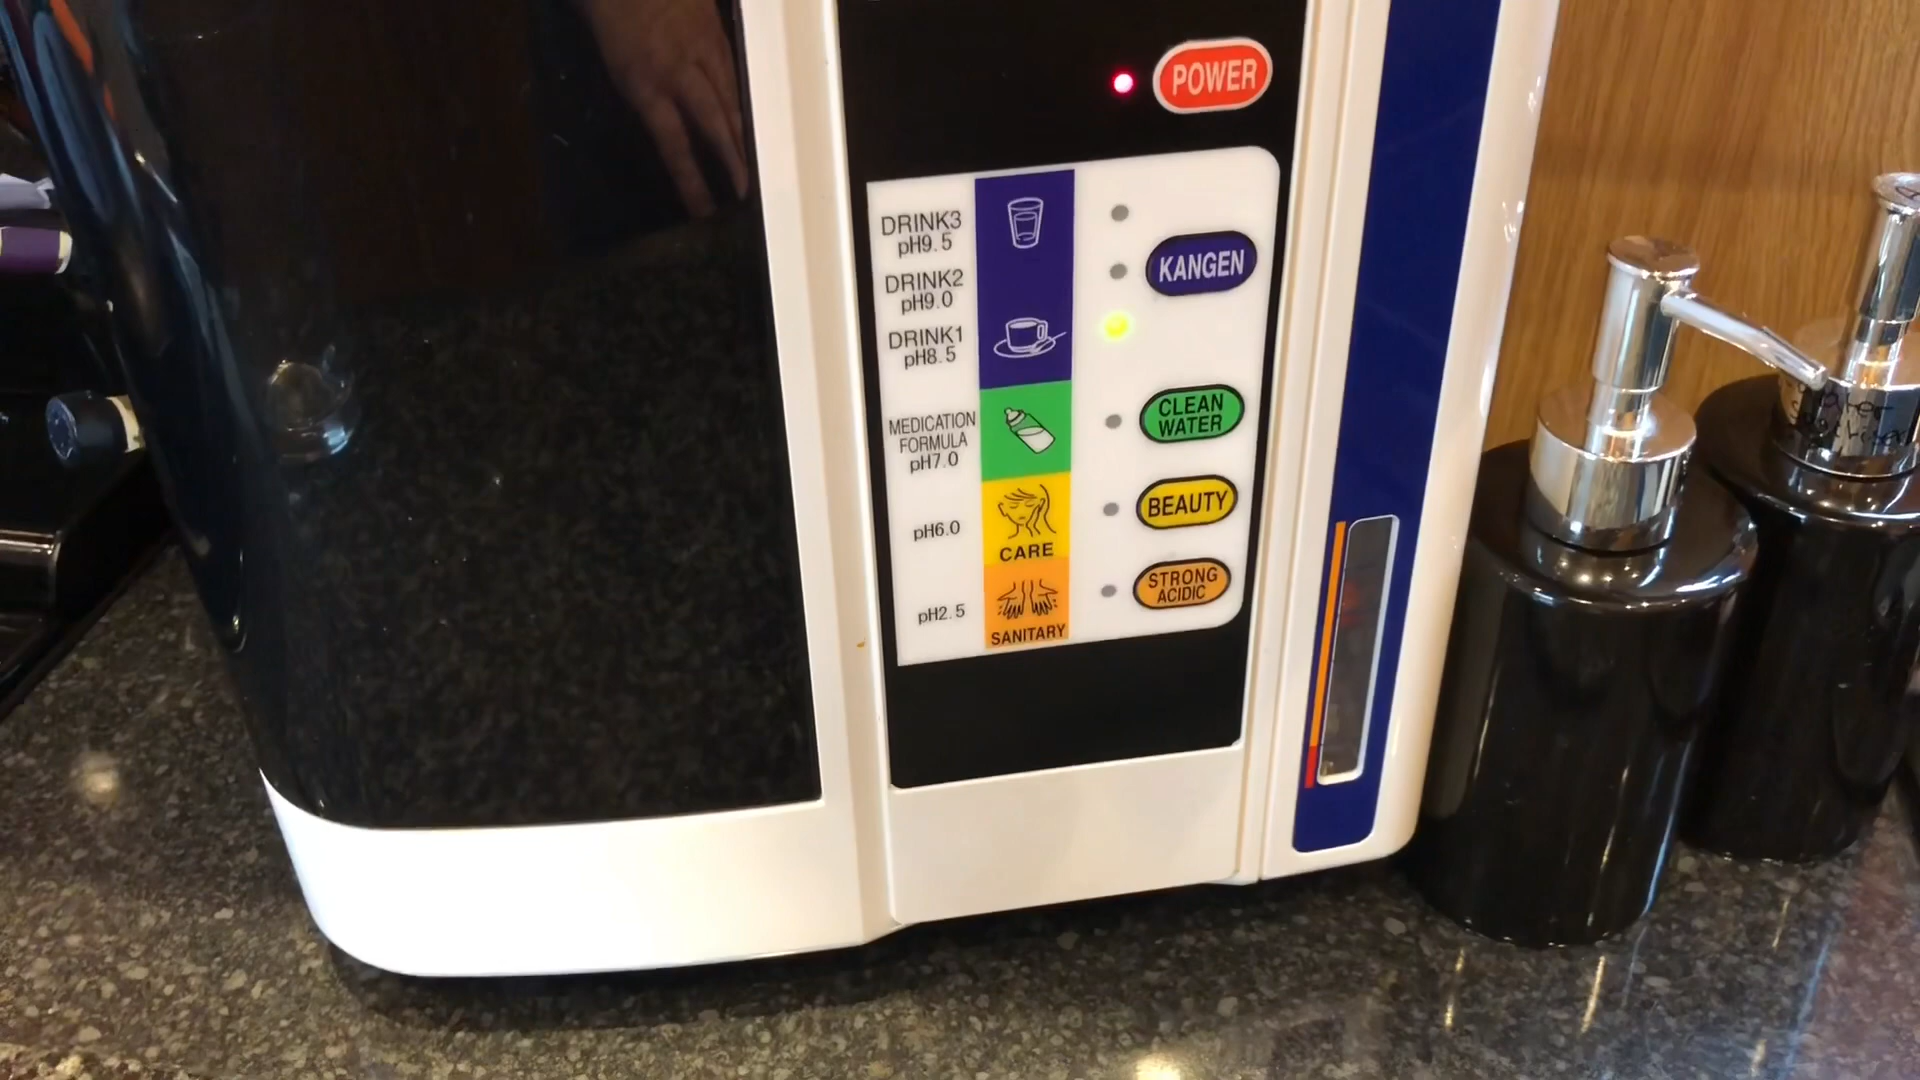 POWER
DRINK3
pH9.5
DRINK2
pH9.0
KANGEN
DRINK1
pH8.5
MEDICATION
FORMULA
pH7.0
CLEAN
WATER
pH6.0
CARE
BEAUTY
pH2.5
SANITARY
STRONG
ACIDIC